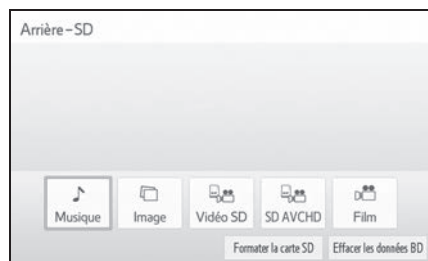 Arrière-SD
Musique Image Vidéo SD SD AVCHD Film
Formater la carte SD Effacer les données BD